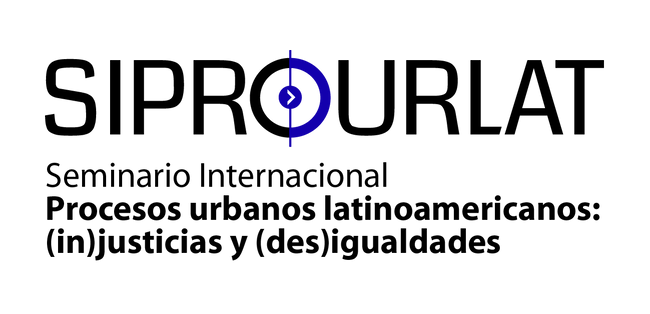 SIPROURLAT
Seminario Internacional
Procesos urbanos latinoamericanos:
(in)justicias y (des)igualdades